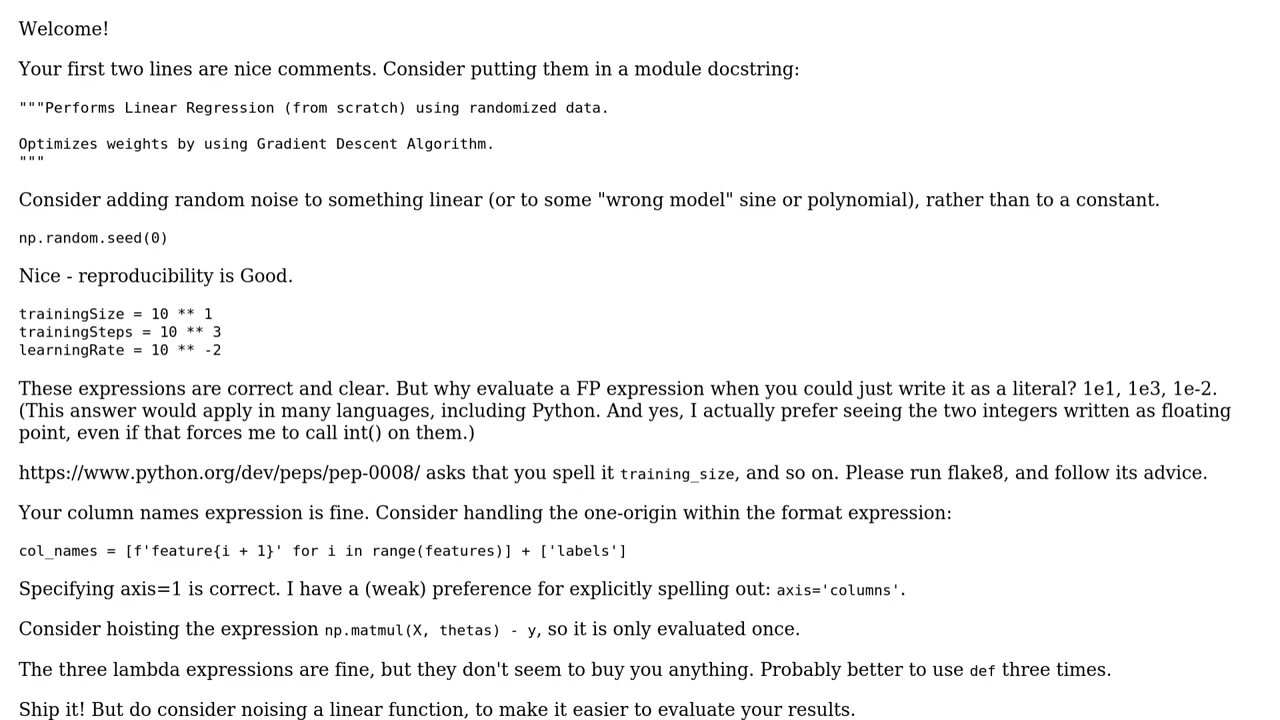 Welcome!
Your first two lines are nice comments. Consider putting them in a module docstring:
"""Performs Linear Regression (from scratch) using randomized data.
Optimizes weights by using Gradient Descent Algorithm.
"""
Consider adding random noise to something linear (or to some "wrong model" sine or polynomial), rather than to a constant.
np.random.seed(0)
Nice - reproducibility is Good.
trainingSize = 10 ** 1
trainingSteps = 10 ** 3
learningRate = 10 ** -2
These expressions are correct and clear. But why evaluate a FP expression when you could just write it as a literal? 1e1, 1e3, 1e-2.
(This answer would apply in many languages, including Python. And yes, I actually prefer seeing the two integers written as floating
point, even if that forces me to call int() on them.)
https://www.python.org/dev/peps/pep-0008/ asks that you spell it training_size, and so on. Please run flake8, and follow its advice.
Your column names expression is fine. Consider handling the one-origin within the format expression:
col_names = [f'feature{i + 1}' for i in range(features)] + ['labels']
Specifying axis=1 is correct. I have a (weak) preference for explicitly spelling out: axis='columns'.
Consider hoisting the expression np.matmul(X, thetas) - y, so it is only evaluated once.
The three lambda expressions are fine, but they don't seem to buy you anything. Probably better to use def three times.
Ship it! But do consider noising a linear function, to make it easier to evaluate your results.